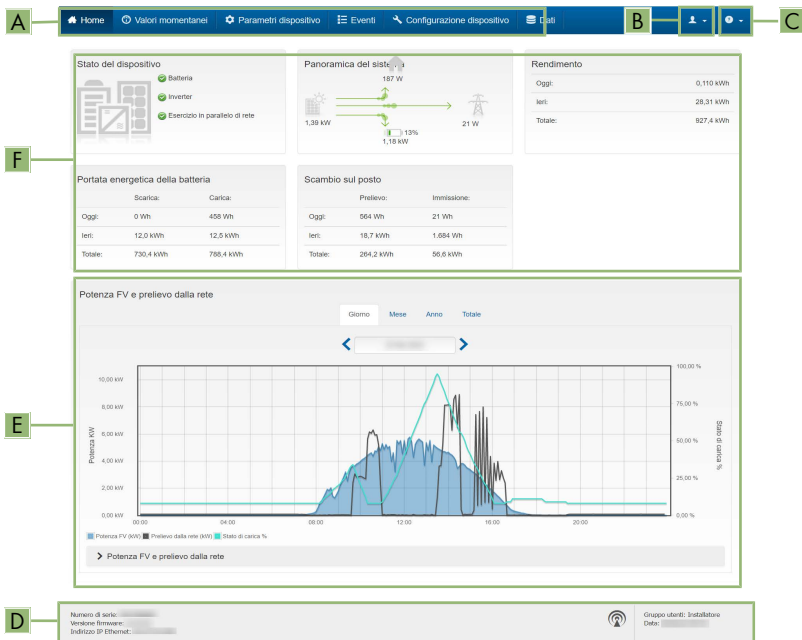 A
Home
Valori momentanei
Parametri dispositivo
Eventi
Configurazione dispositivo
Dati
B
C
F
Stato del dispositivo
Batteria
Inverter
Esercizio in parallelo di rete
Panoramica del sistema
187 W
1,39 kW
21 W
13%
1,18 kW
Rendimento
Oggi: 0,110 kWh
Ieri: 28,31 kWh
Totale: 927,4 kWh
Portata energetica della batteria
Scarica: Carica:
Oggi: 0 Wh 458 Wh
Ieri: 12,0 kWh 12,5 kWh
Totale: 730,4 kWh 788,4 kWh
Scambio sul posto
Prelievo: Immissione:
Oggi: 564 Wh 21 Wh
Ieri: 18,7 kWh 1.684 Wh
Totale: 264,2 kWh 56,6 kWh
E
Potenza FV e prelievo dalla rete
Giorno Mese Anno Totale
Potenza KW
10,00 kW
8,00 kW
6,00 kW
4,00 kW
2,00 kW
0,00 kW
100,00 %
75,00 %
50,00 %
25,00 %
0,00 %
Stato di carica %
00:00 04:00 08:00 12:00 16:00 20:00
Potenza FV (kW) Prelievo dalla rete (kW) Stato di carica %
Potenza FV e prelievo dalla rete
D
Numero di serie:
Versione firmware:
Indirizzo IP Ethernet:
Gruppo utenti: Installatore
Data: